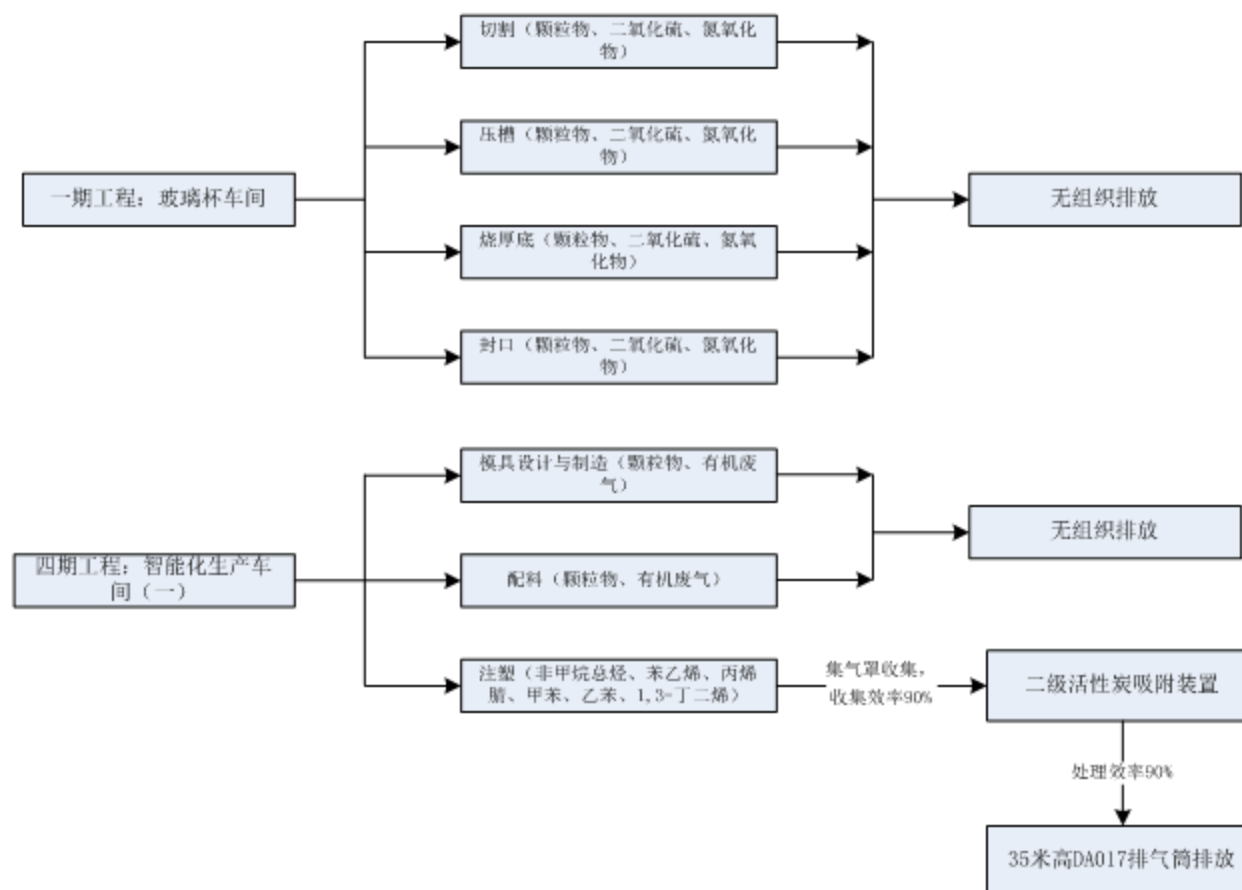 切割（颗粒物、二氧化硫、氮氧化
物）
压槽（颗粒物、二氧化硫、氮氧化
物）
一期工程：玻璃杯车间
无组织排放
烧厚底（颗粒物、二氧化硫、氮氧
化物）
封口（颗粒物、二氧化硫、氮氧化
物）
模具设计与制造（颗粒物、有机废
气）
无组织排放
四期工程：智能化生产车
间（一）
配料（颗粒物、有机废气）
注塑（非甲烷总烃、苯乙烯、丙烯
腈、甲苯、乙苯、1,3-丁二烯）
集气罩收集，
收集效率90%
二级活性炭吸附装置
处理效率90%
35米高DA017排气筒排放